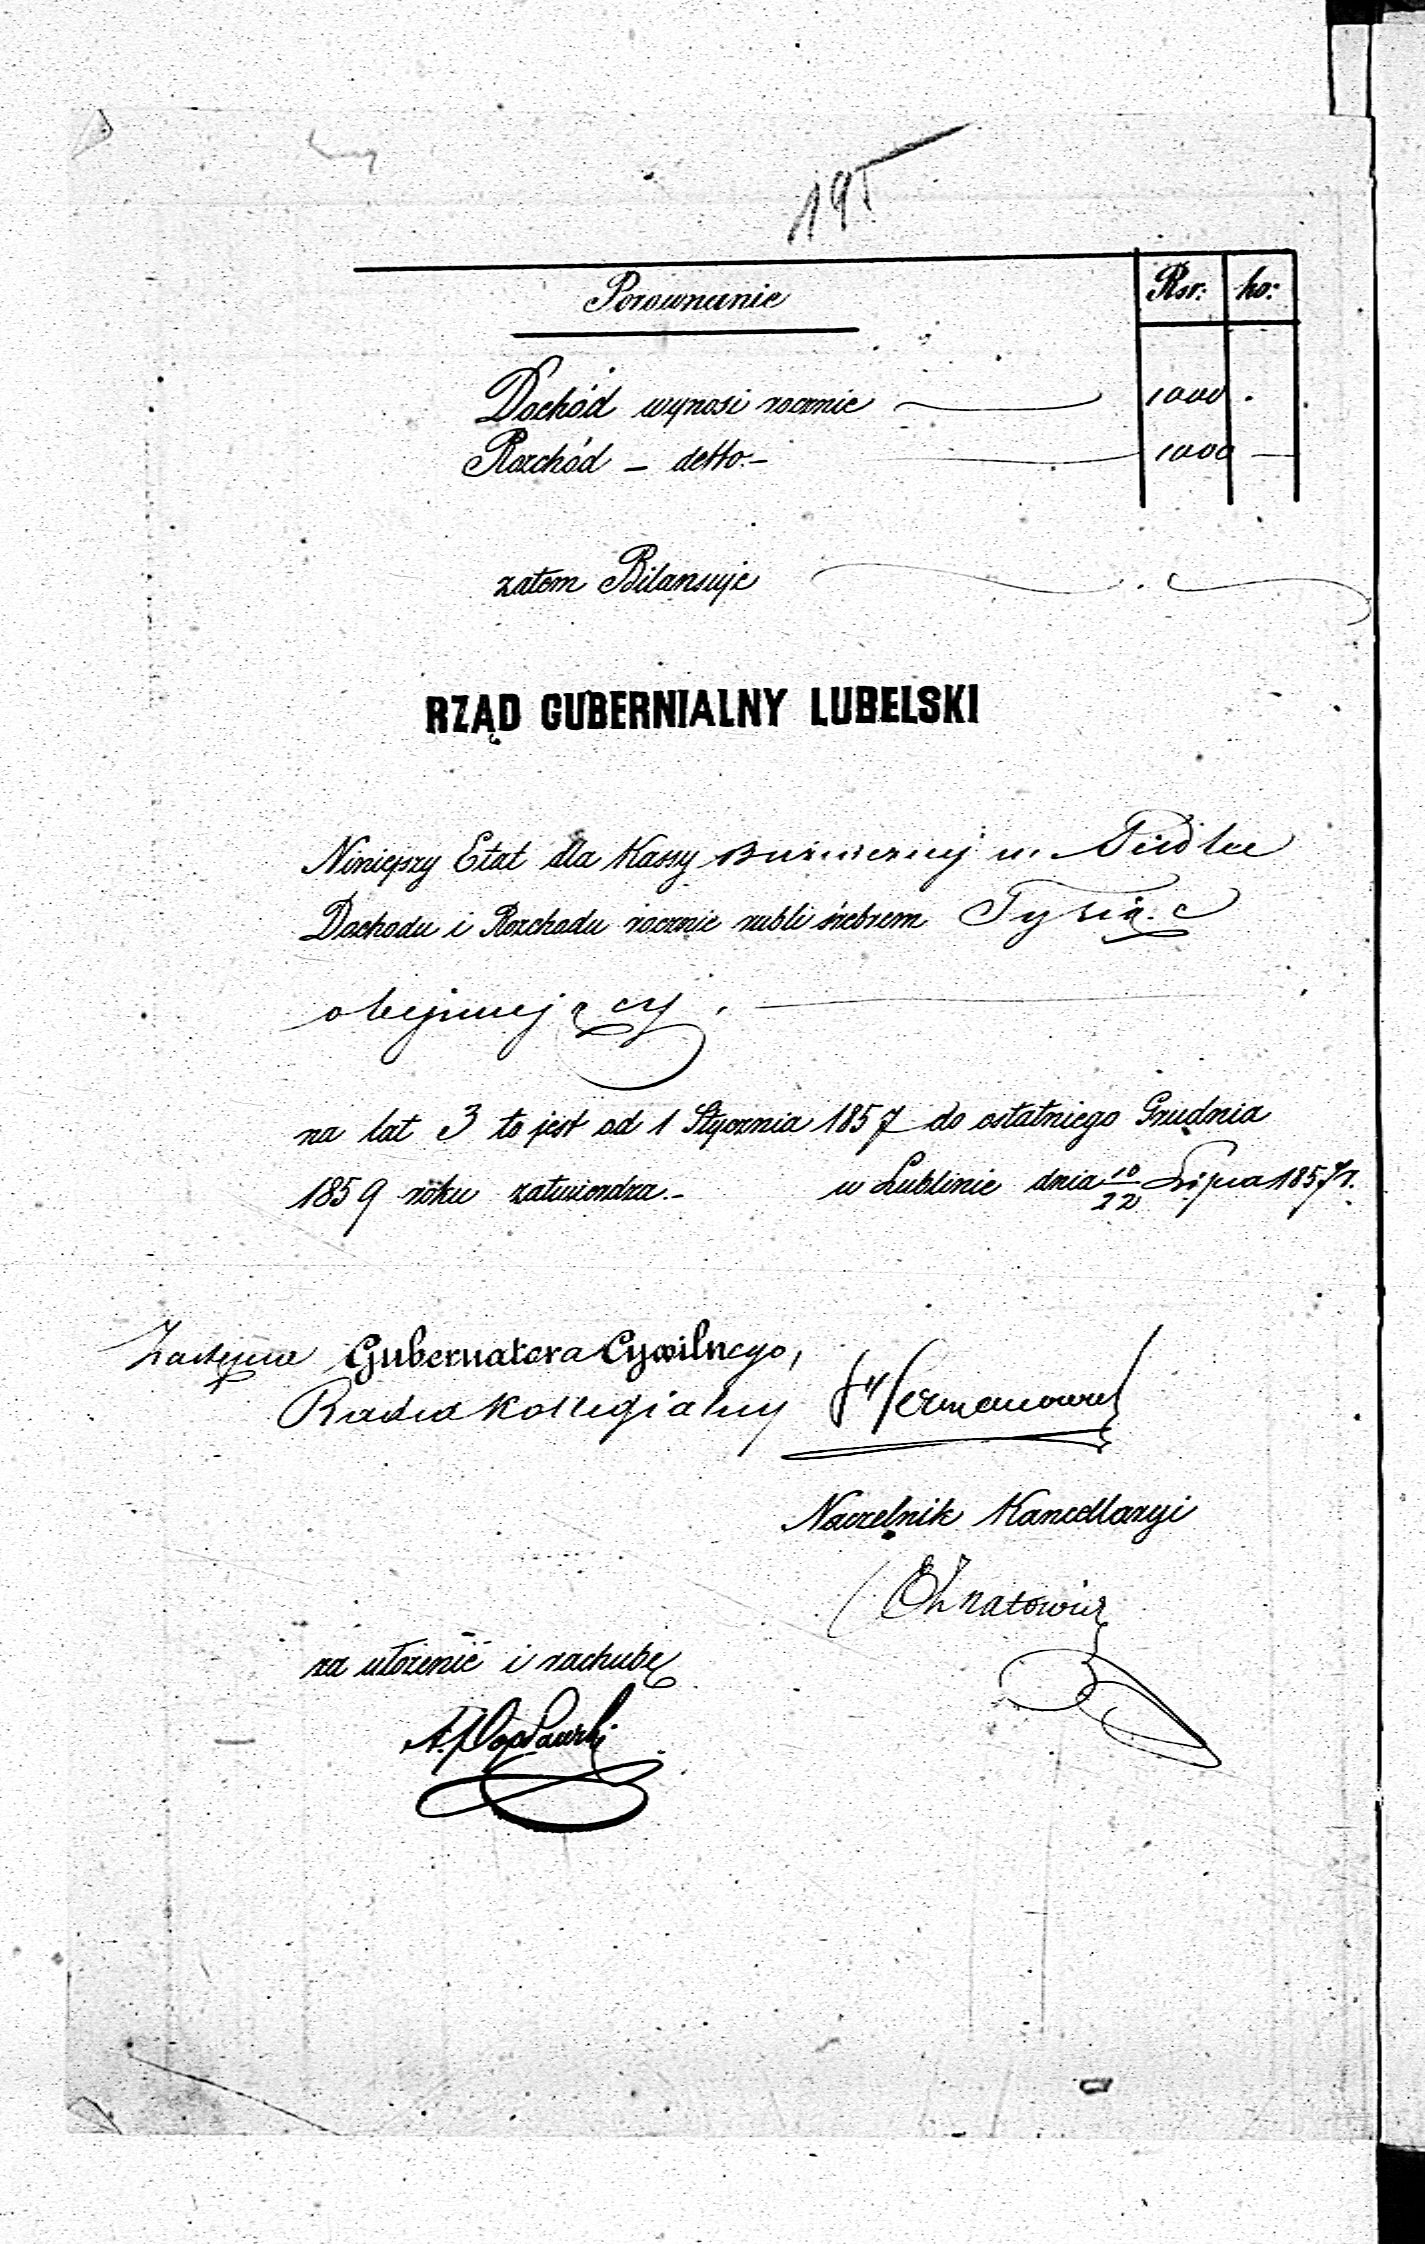 195
Porównanie Rsr: ko:
Dochód wynosi rocznie 1000 .
Rozchód — detto — 1000 —
zatem Bilansuje
RZĄD GUBERNIALNY LUBELSKI
Niniejszy Etat dla Kassy Bużniczney m. Siedlce
Dochodu i Rozchodu rocznie rubli srebrem Tysiąc
obejmujący.
na lat 3 to jest od 1 Stycznia 1857 do ostatniego Grudnia
1859 roku zatwierdza. — w Lublinie dnia 10/22 Lipca 1857 r.
Zastępca Gubernatora Cywilnego,
Radca Kollegialny
Naczelnik Kancellaryi
za ułożenie i rachubę